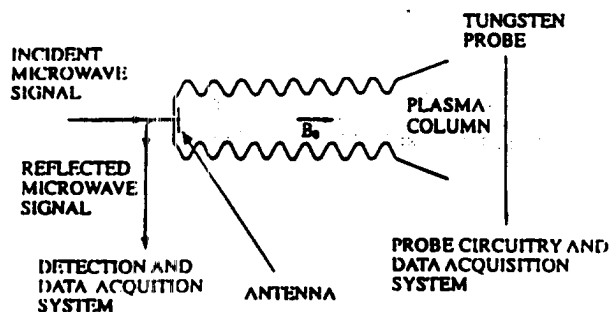 TUNGSTEN
PROBE
INCIDENT
MICROWAVE
SIGNAL
PLASMA
COLUMN
B₀
REFLECTED
MICROWAVE
SIGNAL
DETECTION AND
DATA ACQUITION
SYSTEM
ANTENNA
PROBE CIRCUITRY AND
DATA ACQUISITION
SYSTEM